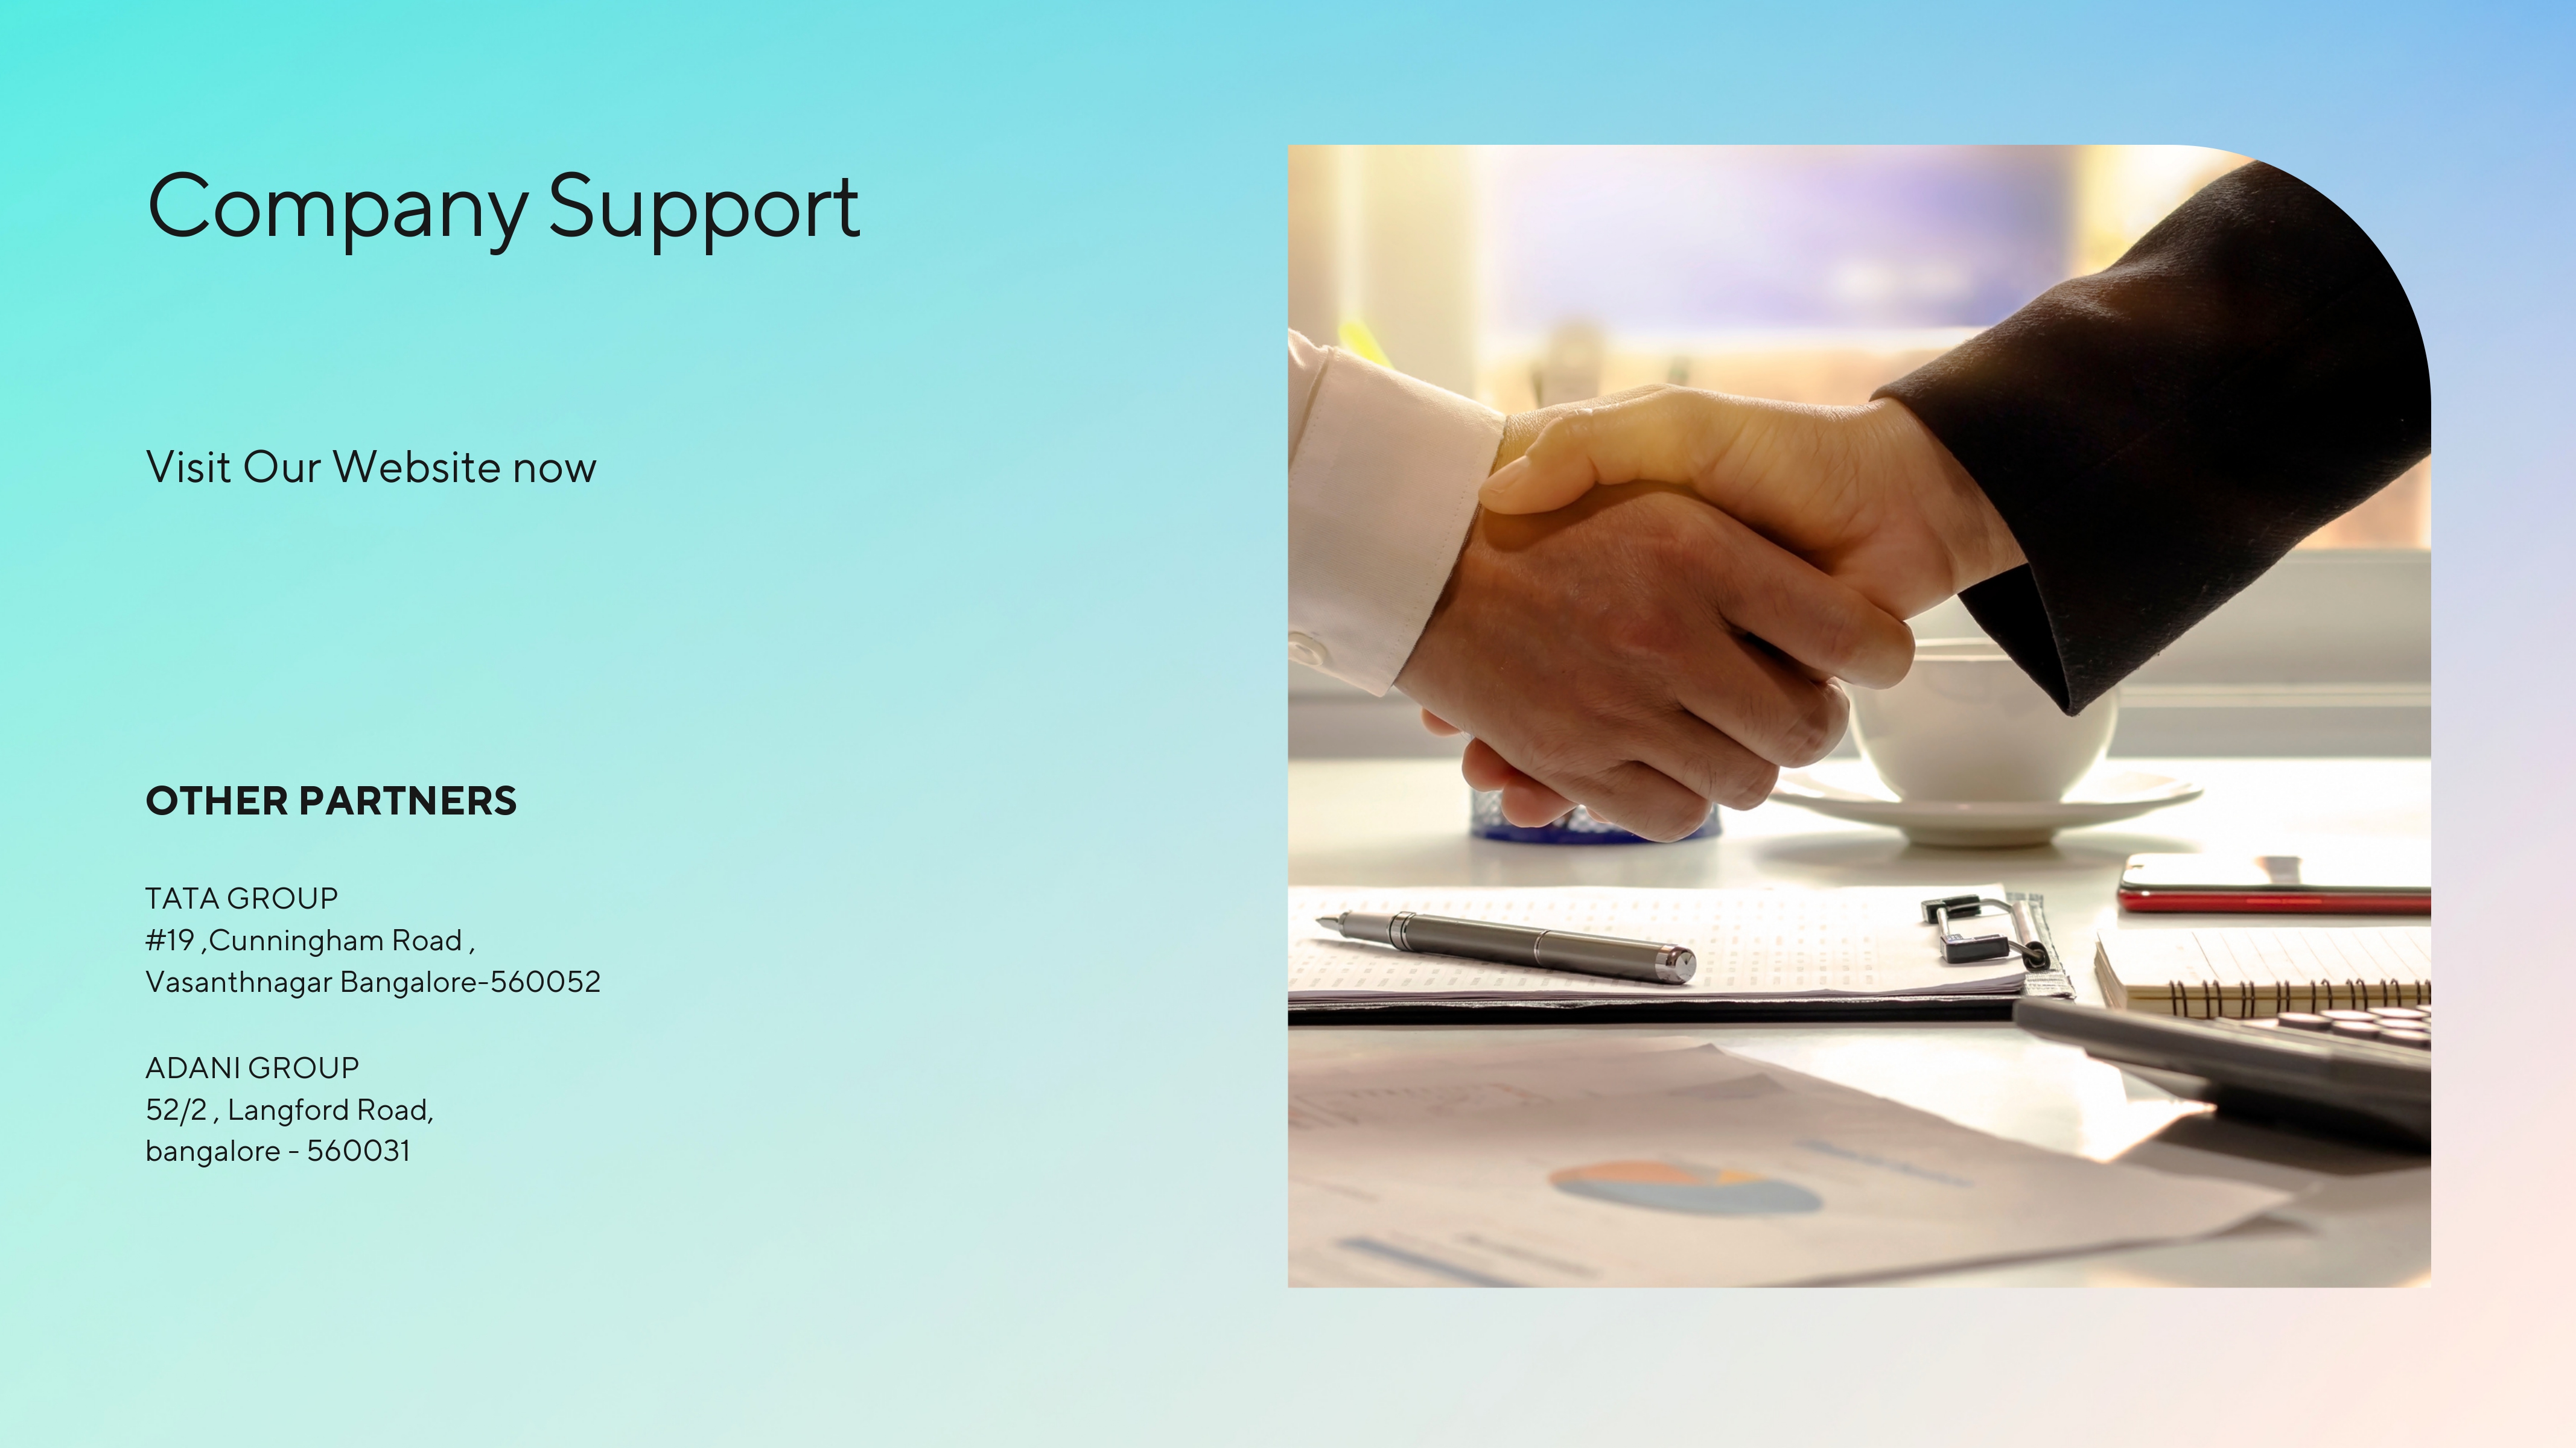 Company Support
Visit Our Website now
OTHER PARTNERS
TATA GROUP
#19 ,Cunningham Road ,
Vasanthnagar Bangalore-560052
ADANI GROUP
52/2 , Langford Road,
bangalore - 560031